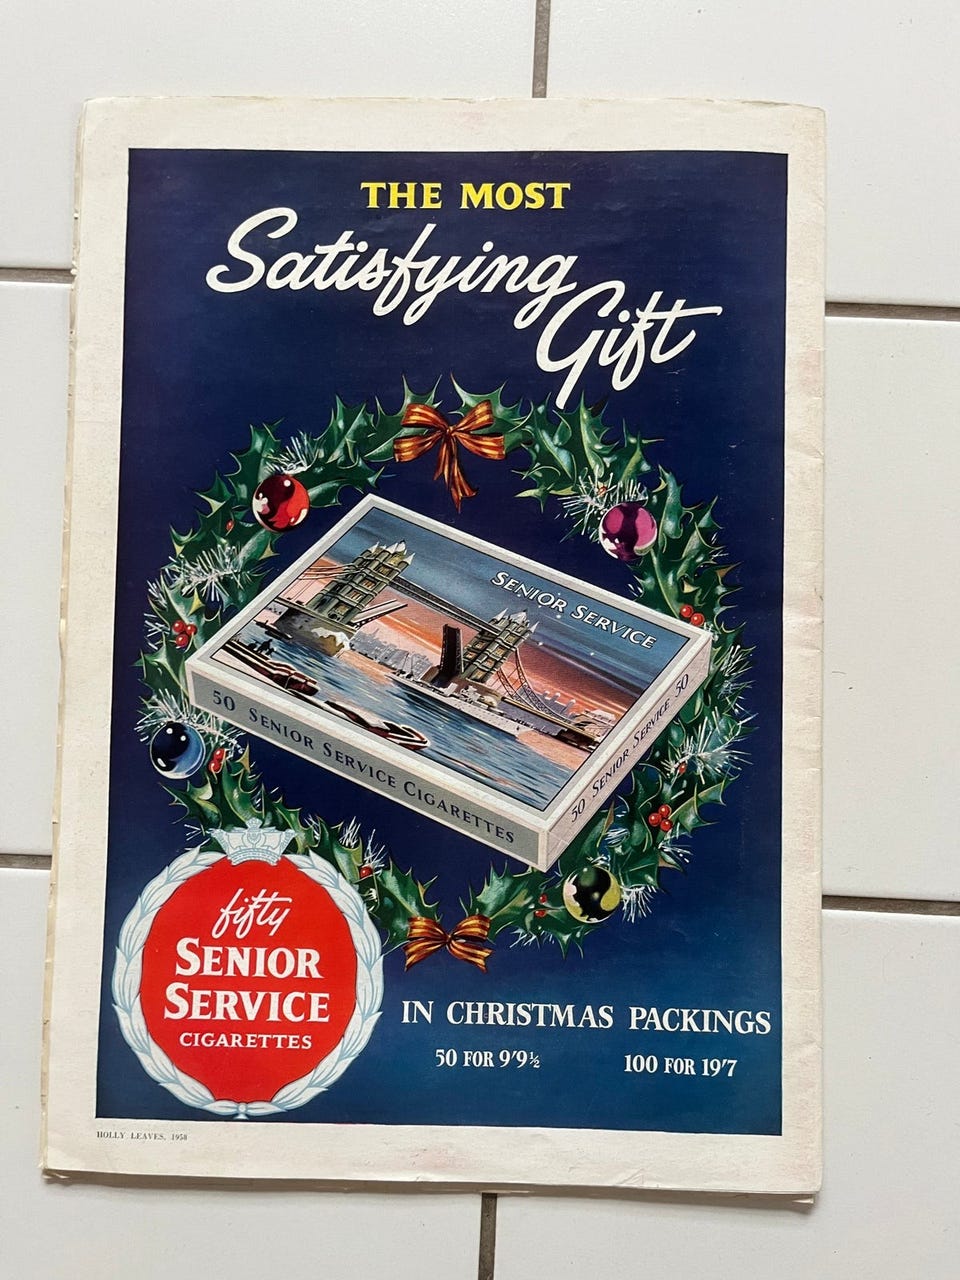 THE MOST
Satisfying
Gift
SENIOR SERVICE
50 SENIOR SERVICE CIGARETTES
50 SENIOR SERVICE 50
fifty
SENIOR
SERVICE
CIGARETTES
IN CHRISTMAS PACKINGS
50 FOR 9'9½
100 FOR 19'7
HOLLY LEAVES, 1958